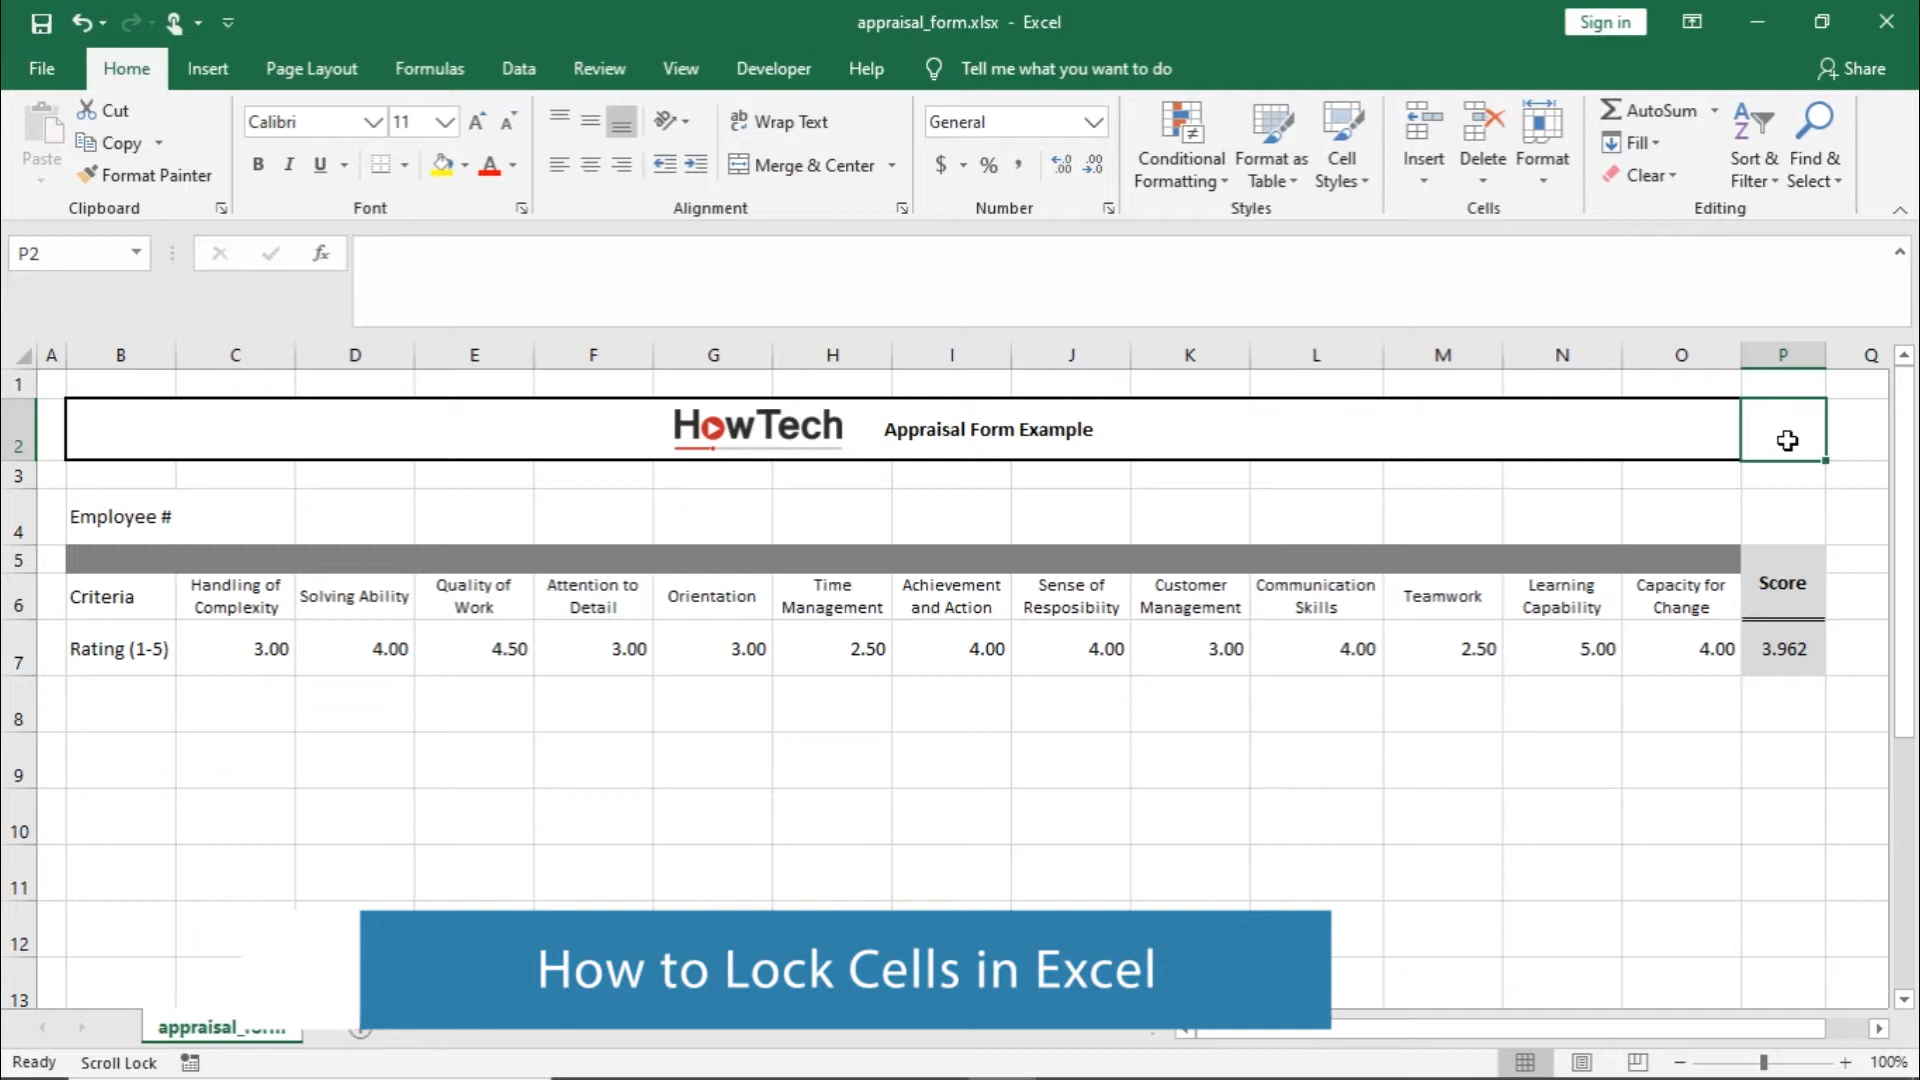 appraisal_form.xlsx - Excel
Sign in
File Home Insert Page Layout Formulas Data Review View Developer Help Tell me what you want to do Share
Paste
Cut
Copy
Format Painter
Clipboard
Calibri 11
B I U A
Font
Wrap Text
Merge & Center
Alignment
General
$ % ,
Number
Conditional Formatting
Format as Table
Cell Styles
Styles
Insert Delete Format
Cells
AutoSum
Fill
Clear
Sort & Filter
Find & Select
Editing
P2 fx
A B C D E F G H I J K L M N O P Q
1
2 HowTech Appraisal Form Example
3
4 Employee #
5
6 Criteria
Handling of Complexity
Solving Ability
Quality of Work
Attention to Detail
Orientation
Time Management
Achievement and Action
Sense of Resposibiity
Customer Management
Communication Skills
Teamwork
Learning Capability
Capacity for Change
Score
7 Rating (1-5) 3.00 4.00 4.50 3.00 3.00 2.50 4.00 4.00 3.00 4.00 2.50 5.00 4.00 3.962
8
9
10
11
12
13
How to Lock Cells in Excel
appraisal_form
Ready Scroll Lock 100%